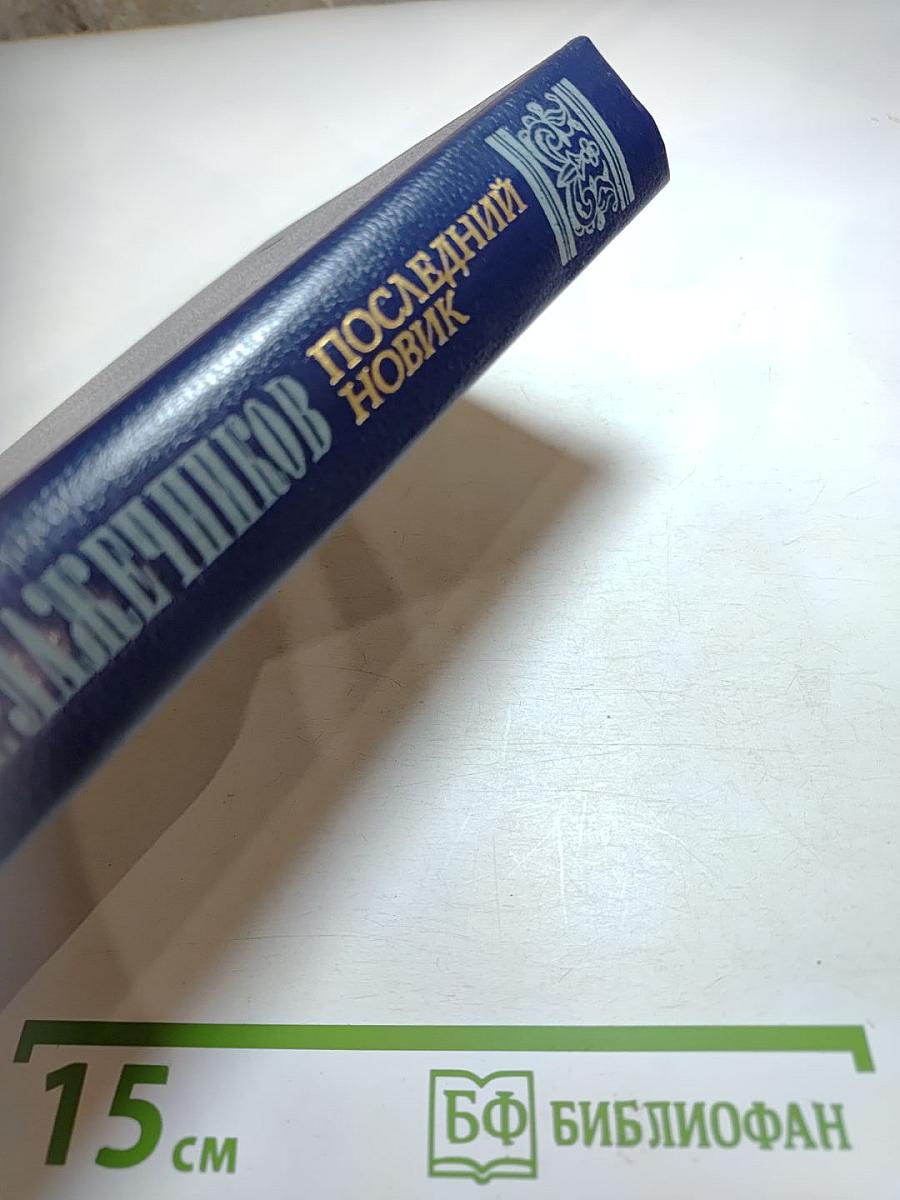 ЛАЖЕЧНИКОВ
ПОСЛЕДНИЙ
НОВИК
15 см
БФ БИБЛИОФАН